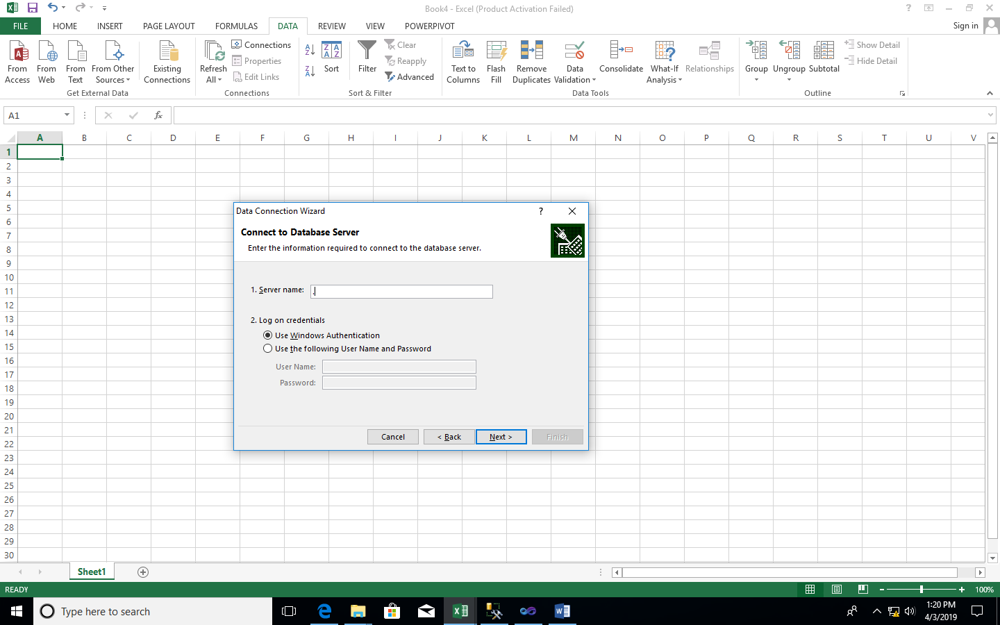 Book4 - Excel (Product Activation Failed)
?
FILE HOME INSERT PAGE LAYOUT FORMULAS DATA REVIEW VIEW POWERPIVOT Sign in
From Access
From Web
From Text
From Other Sources
Get External Data
Existing Connections
Refresh All
Connections
Properties
Edit Links
Connections
Sort
Filter
Clear
Reapply
Advanced
Sort & Filter
Text to Columns
Flash Fill
Remove Duplicates
Data Validation
Consolidate
What-If Analysis
Relationships
Data Tools
Group
Ungroup
Subtotal
Show Detail
Hide Detail
Outline
A1
fx
A B C D E F G H I J K L M N O P Q R S T U V
1
2
3
4
5
6
7
8
9
10
11
12
13
14
15
16
17
18
19
20
21
22
23
24
25
26
27
28
29
30
Data Connection Wizard ?
Connect to Database Server
Enter the information required to connect to the database server.
1. Server name: .
2. Log on credentials
Use Windows Authentication
Use the following User Name and Password
User Name:
Password:
Cancel < Back Next > Finish
Sheet1
READY 100%
Type here to search
1:20 PM
4/3/2019